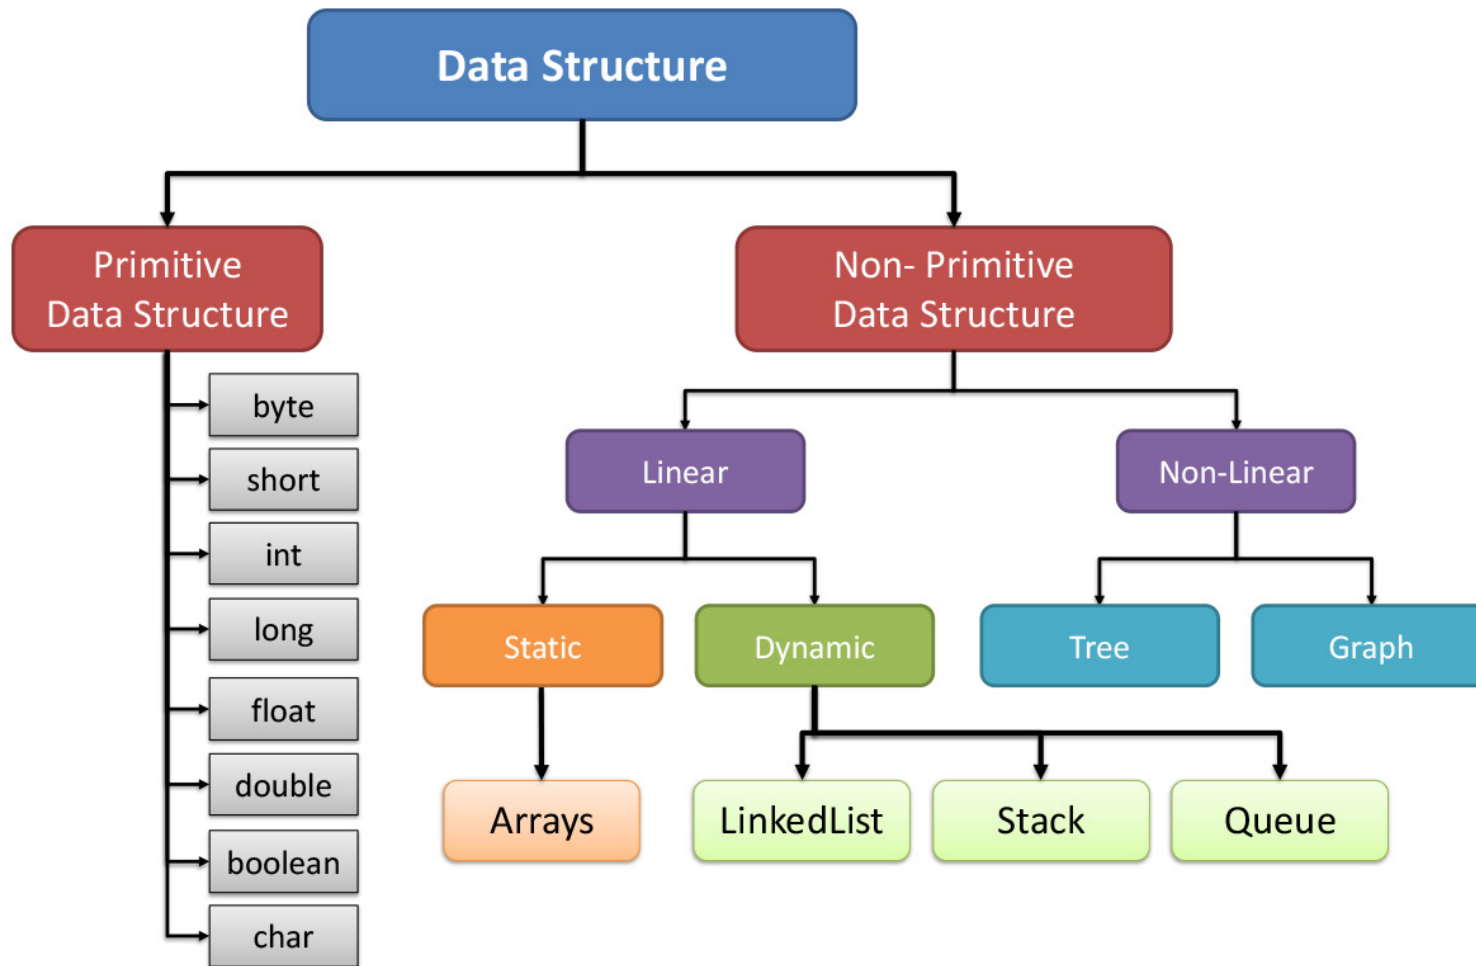 Data Structure
Primitive
Data Structure
Non- Primitive
Data Structure
byte
short
int
long
float
double
boolean
char
Linear
Non-Linear
Static
Dynamic
Tree
Graph
Arrays
LinkedList
Stack
Queue